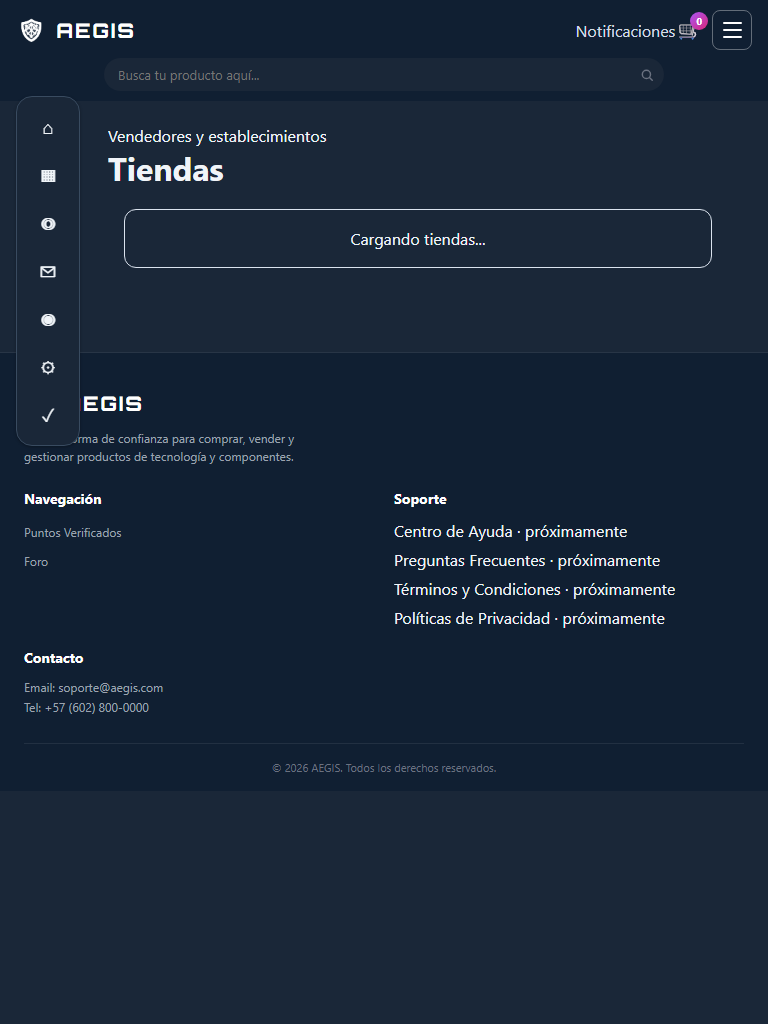 AEGIS
Notificaciones
0
Busca tu producto aquí...
Vendedores y establecimientos
Tiendas
Cargando tiendas...
EGIS
rma de confianza para comprar, vender y
gestionar productos de tecnología y componentes.
Navegación
Puntos Verificados
Foro
Soporte
Centro de Ayuda · próximamente
Preguntas Frecuentes · próximamente
Términos y Condiciones · próximamente
Políticas de Privacidad · próximamente
Contacto
Email: soporte@aegis.com
Tel: +57 (602) 800-0000
© 2026 AEGIS. Todos los derechos reservados.